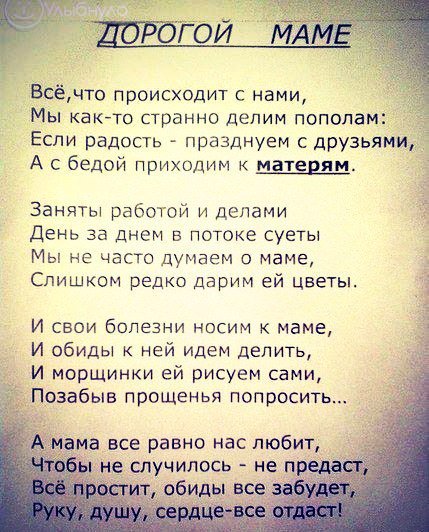 Улыбнуло
ДОРОГОЙ МАМЕ
Всё,что происходит с нами,
Мы как-то странно делим пополам:
Если радость - празднуем с друзьями,
А с бедой приходим к матерям.
Заняты работой и делами
День за днем в потоке суеты
Мы не часто думаем о маме,
Слишком редко дарим ей цветы.
И свои болезни носим к маме,
И обиды к ней идем делить,
И морщинки ей рисуем сами,
Позабыв прощенья попросить...
А мама все равно нас любит,
Чтобы не случилось - не предаст,
Всё простит, обиды все забудет,
Руку, душу, сердце-все отдаст!